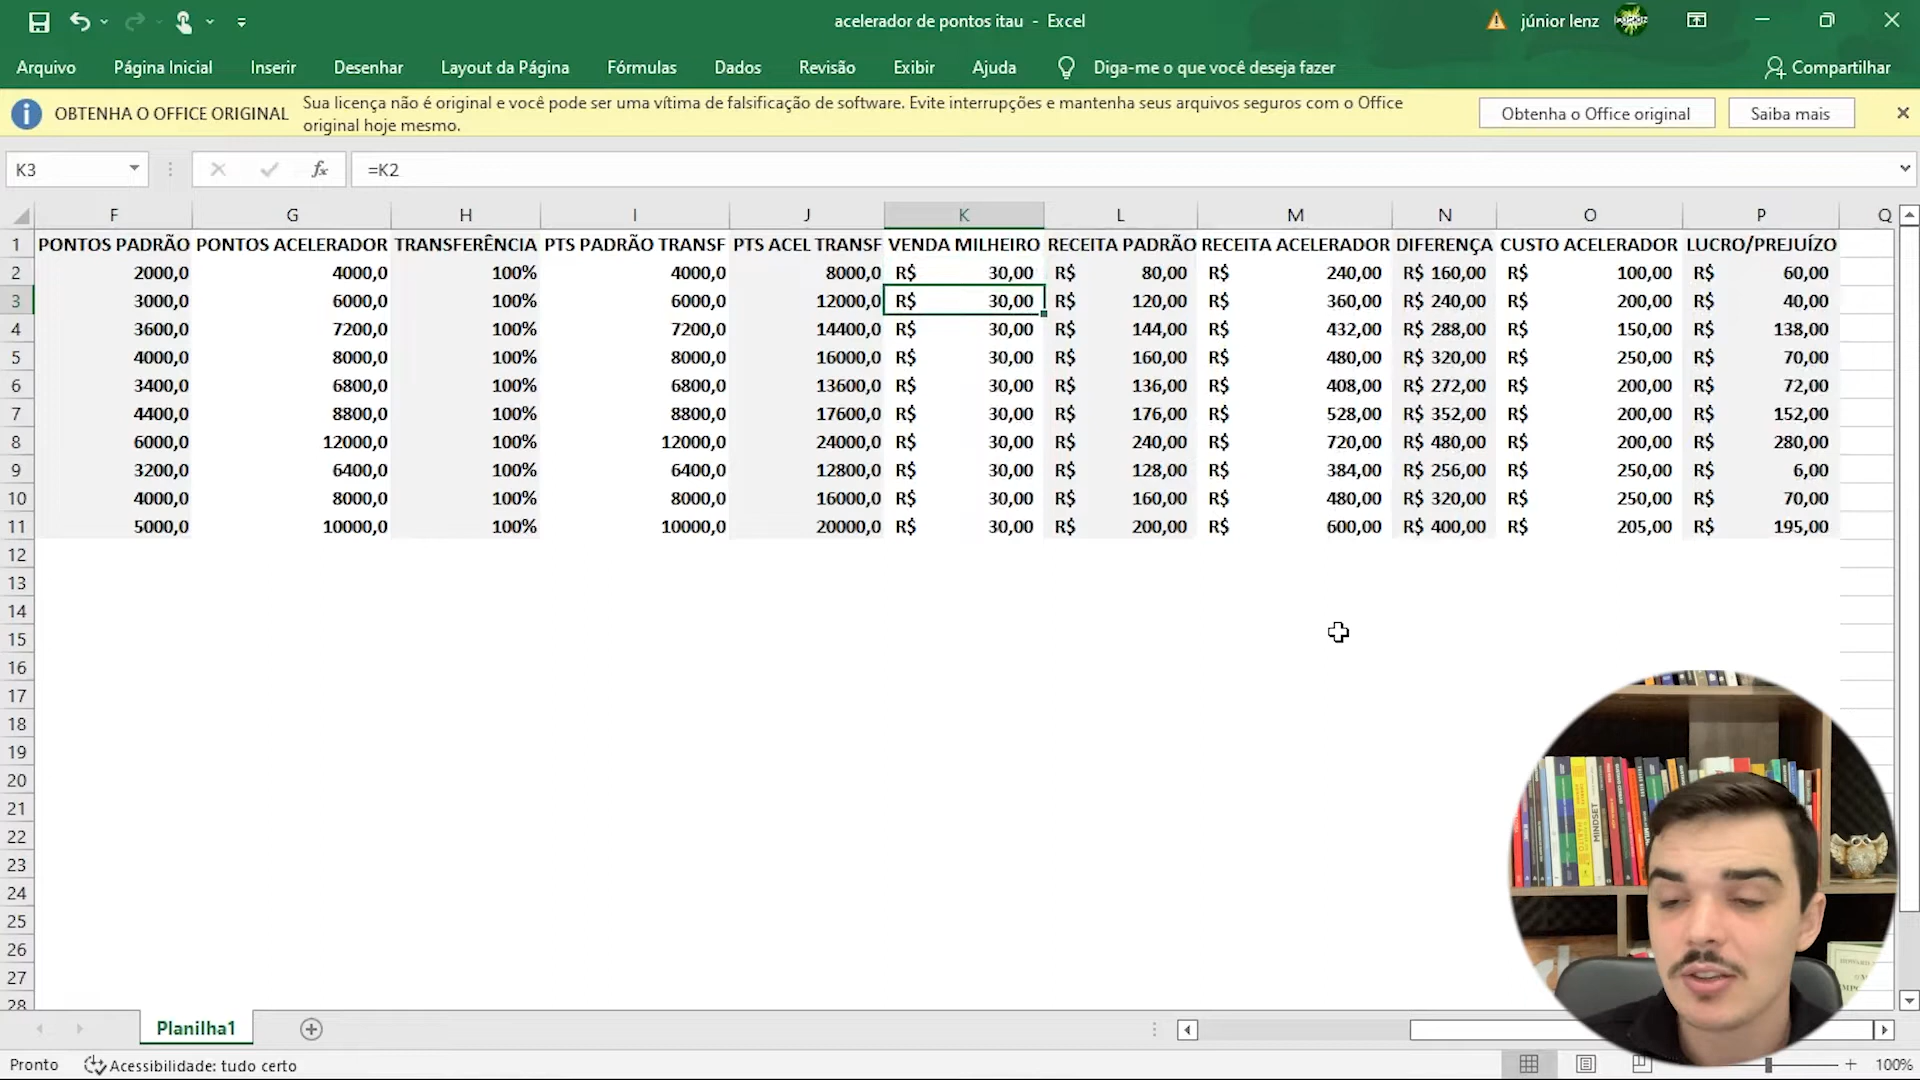 acelerador de pontos itau - Excel
júnior lenz
Arquivo Página Inicial Inserir Desenhar Layout da Página Fórmulas Dados Revisão Exibir Ajuda Diga-me o que você deseja fazer Compartilhar
OBTENHA O OFFICE ORIGINAL Sua licença não é original e você pode ser uma vítima de falsificação de software. Evite interrupções e mantenha seus arquivos seguros com o Office
original hoje mesmo.
Obtenha o Office original Saiba mais
K3 fx =K2
F G H I J K L M N O P Q
1 PONTOS PADRÃO PONTOS ACELERADOR TRANSFERÊNCIA PTS PADRÃO TRANSF PTS ACEL TRANSF VENDA MILHEIRO RECEITA PADRÃO RECEITA ACELERADOR DIFERENÇA CUSTO ACELERADOR LUCRO/PREJUÍZO
2 2000,0 4000,0 100% 4000,0 8000,0 R$ 30,00 R$ 80,00 R$ 240,00 R$ 160,00 R$ 100,00 R$ 60,00
3 3000,0 6000,0 100% 6000,0 12000,0 R$ 30,00 R$ 120,00 R$ 360,00 R$ 240,00 R$ 200,00 R$ 40,00
4 3600,0 7200,0 100% 7200,0 14400,0 R$ 30,00 R$ 144,00 R$ 432,00 R$ 288,00 R$ 150,00 R$ 138,00
5 4000,0 8000,0 100% 8000,0 16000,0 R$ 30,00 R$ 160,00 R$ 480,00 R$ 320,00 R$ 250,00 R$ 70,00
6 3400,0 6800,0 100% 6800,0 13600,0 R$ 30,00 R$ 136,00 R$ 408,00 R$ 272,00 R$ 200,00 R$ 72,00
7 4400,0 8800,0 100% 8800,0 17600,0 R$ 30,00 R$ 176,00 R$ 528,00 R$ 352,00 R$ 200,00 R$ 152,00
8 6000,0 12000,0 100% 12000,0 24000,0 R$ 30,00 R$ 240,00 R$ 720,00 R$ 480,00 R$ 200,00 R$ 280,00
9 3200,0 6400,0 100% 6400,0 12800,0 R$ 30,00 R$ 128,00 R$ 384,00 R$ 256,00 R$ 250,00 R$ 6,00
10 4000,0 8000,0 100% 8000,0 16000,0 R$ 30,00 R$ 160,00 R$ 480,00 R$ 320,00 R$ 250,00 R$ 70,00
11 5000,0 10000,0 100% 10000,0 20000,0 R$ 30,00 R$ 200,00 R$ 600,00 R$ 400,00 R$ 205,00 R$ 195,00
12
13
14
15
16
17
18
19
20
21
22
23
24
25
26
27
28
MINDSET
Planilha1
Pronto Acessibilidade: tudo certo 100%